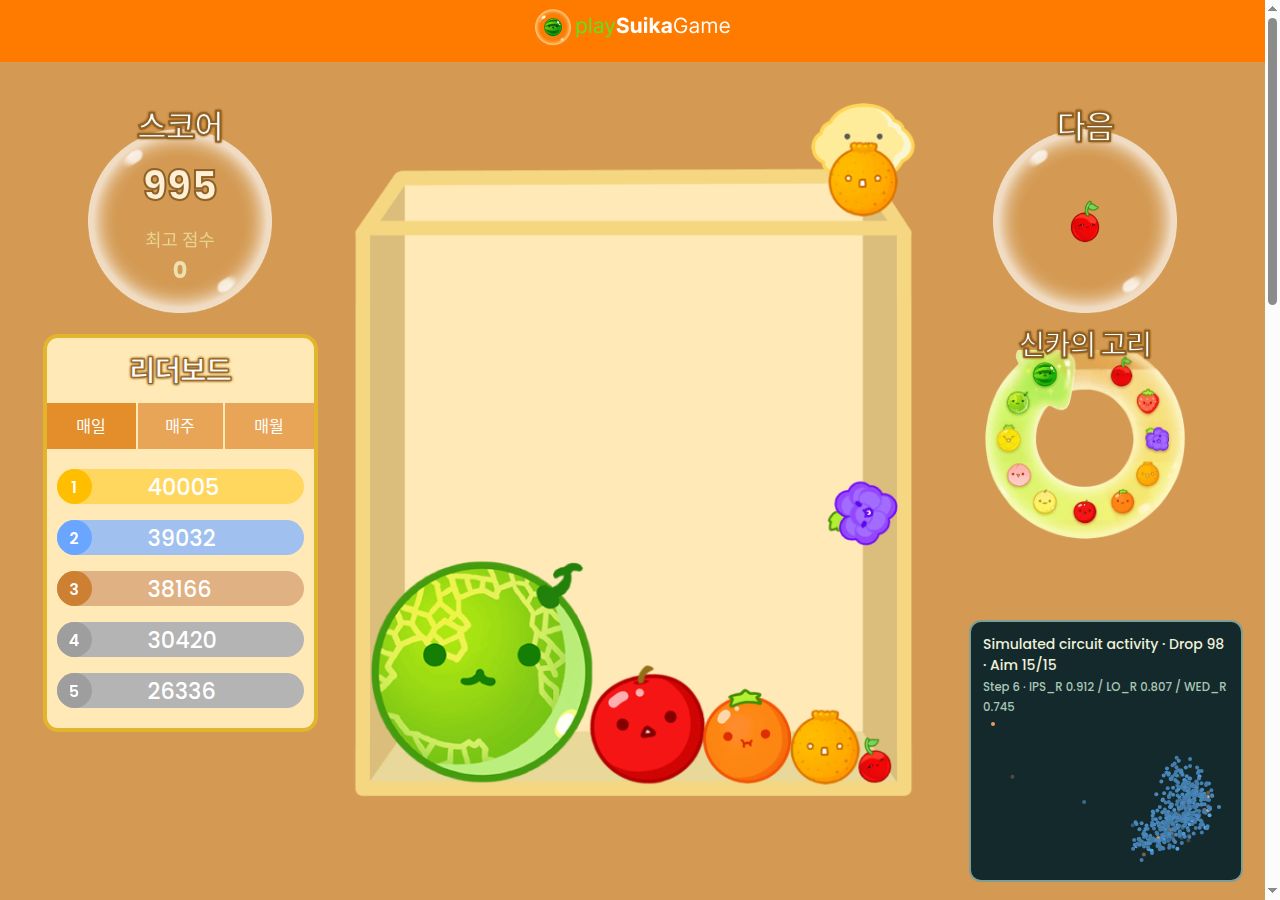 playSuikaGame
스코어
995
최고 점수
0
다음
리더보드
매일 매주 매월
1 40005
2 39032
3 38166
4 30420
5 26336
신카의 고리
Simulated circuit activity · Drop 98
· Aim 15/15
Step 6 · IPS_R 0.912 / LO_R 0.807 / WED_R
0.745